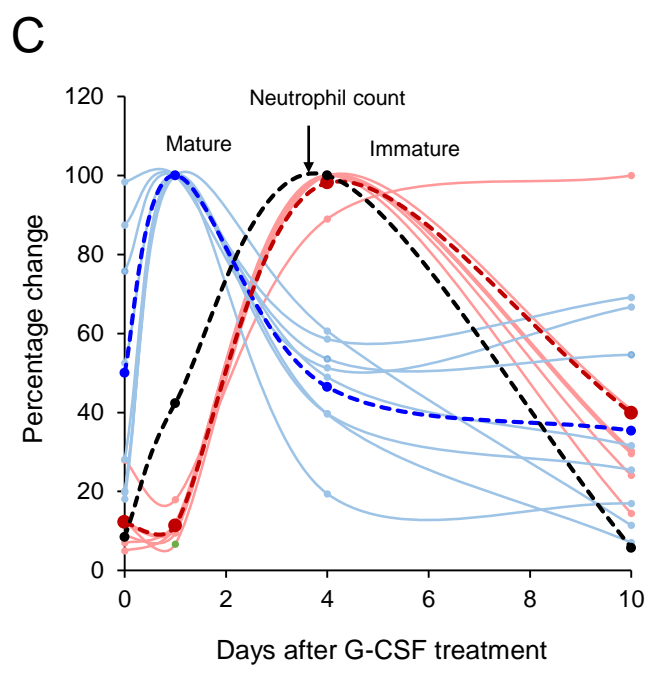 C
Neutrophil count
Mature
Immature
120
100
80
60
40
20
0
Percentage change
0 2 4 6 8 10
Days after G-CSF treatment